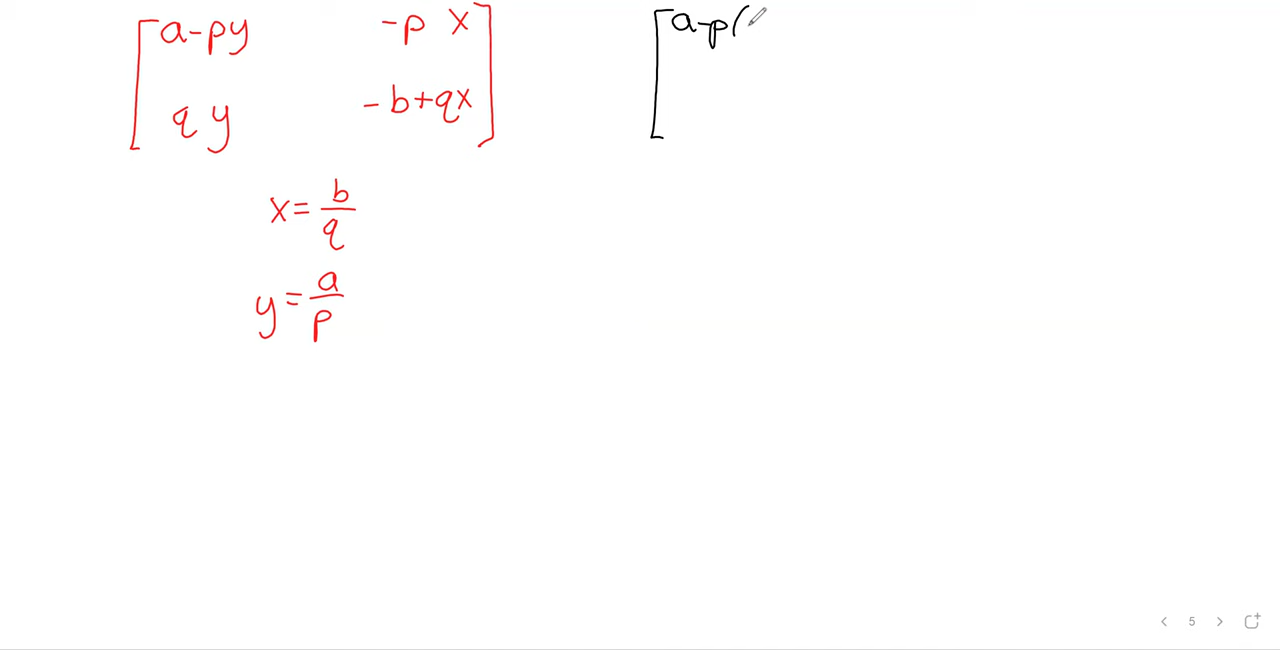 a-py -p x
qy -b+qx
x = b/q
y = a/p
a-p(
5